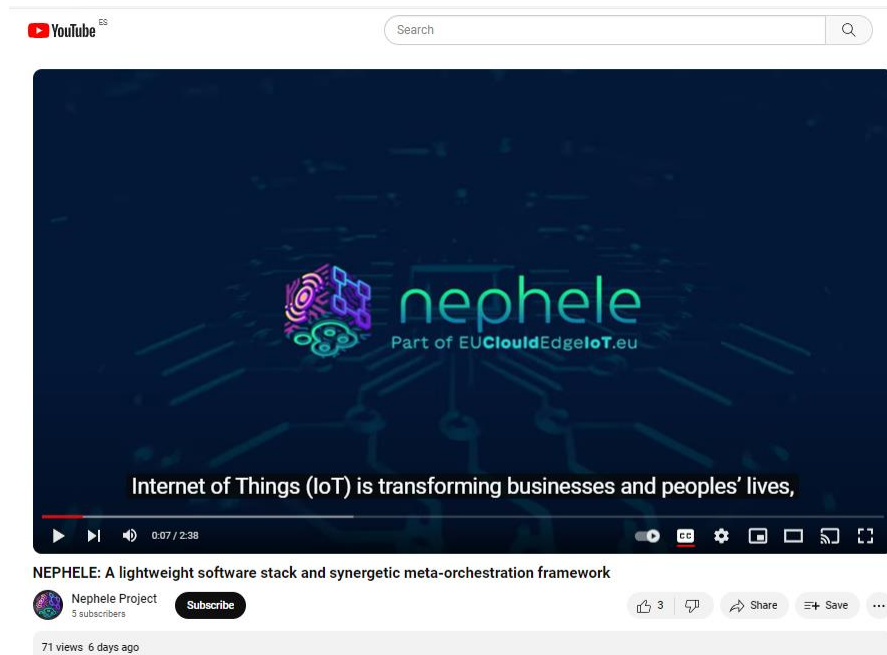 YouTube ES
Search
nephele
Part of EUClouldEdgeIoT.eu
Internet of Things (IoT) is transforming businesses and peoples’ lives,
0:07 / 2:38
CC
NEPHELE: A lightweight software stack and synergetic meta-orchestration framework
Nephele Project
5 subscribers
Subscribe
3
Share
Save
71 views 6 days ago